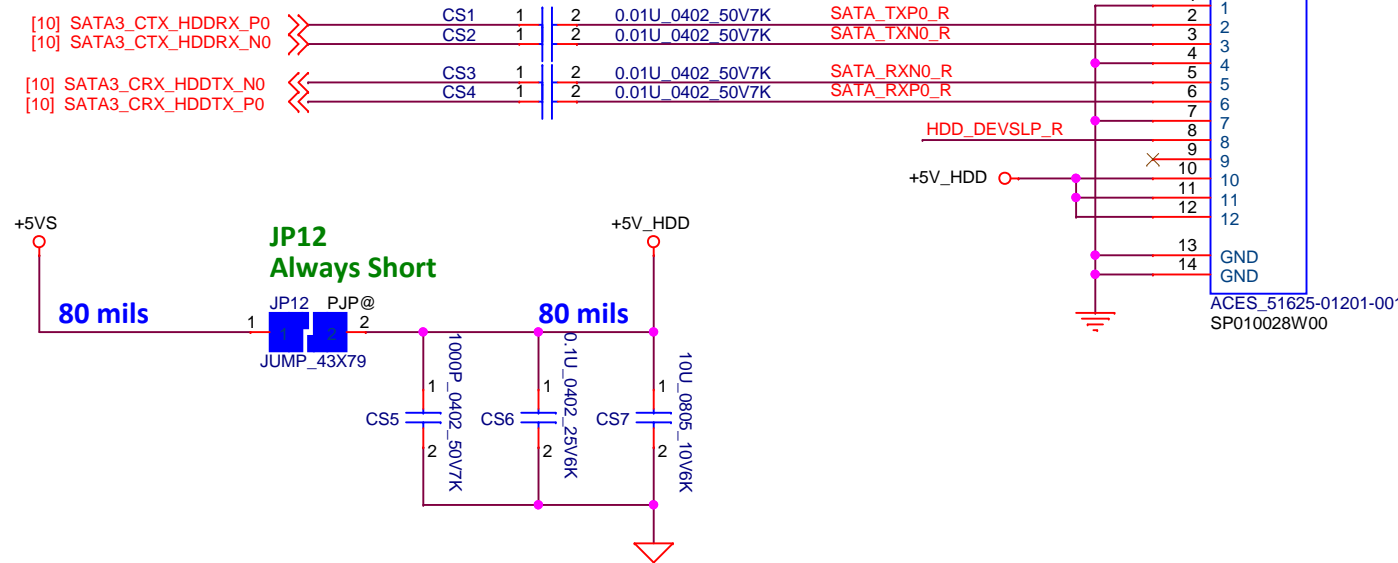 [10] SATA3_CTX_HDDRX_P0 CS1 1 2 0.01U_0402_50V7K SATA_TXP0_R
[10] SATA3_CTX_HDDRX_N0 CS2 1 2 0.01U_0402_50V7K SATA_TXN0_R
[10] SATA3_CRX_HDDTX_N0 CS3 1 2 0.01U_0402_50V7K SATA_RXN0_R
[10] SATA3_CRX_HDDTX_P0 CS4 1 2 0.01U_0402_50V7K SATA_RXP0_R
1
2 2
3 3
4 4
5 5
6 6
7 7
HDD_DEVSLP_R 8 8
9 9
+5V_HDD 10 10
11 11
12 12
13 GND
14 GND
ACES_51625-01201-001
SP010028W00
+5VS
+5V_HDD
JP12
Always Short
80 mils
JP12 PJP@
1 1 2 2
JUMP_43X79
80 mils
CS5 1 2 1000P_0402_50V7K
CS6 1 2 0.1U_0402_25V6K
CS7 1 2 10U_0805_10V6K